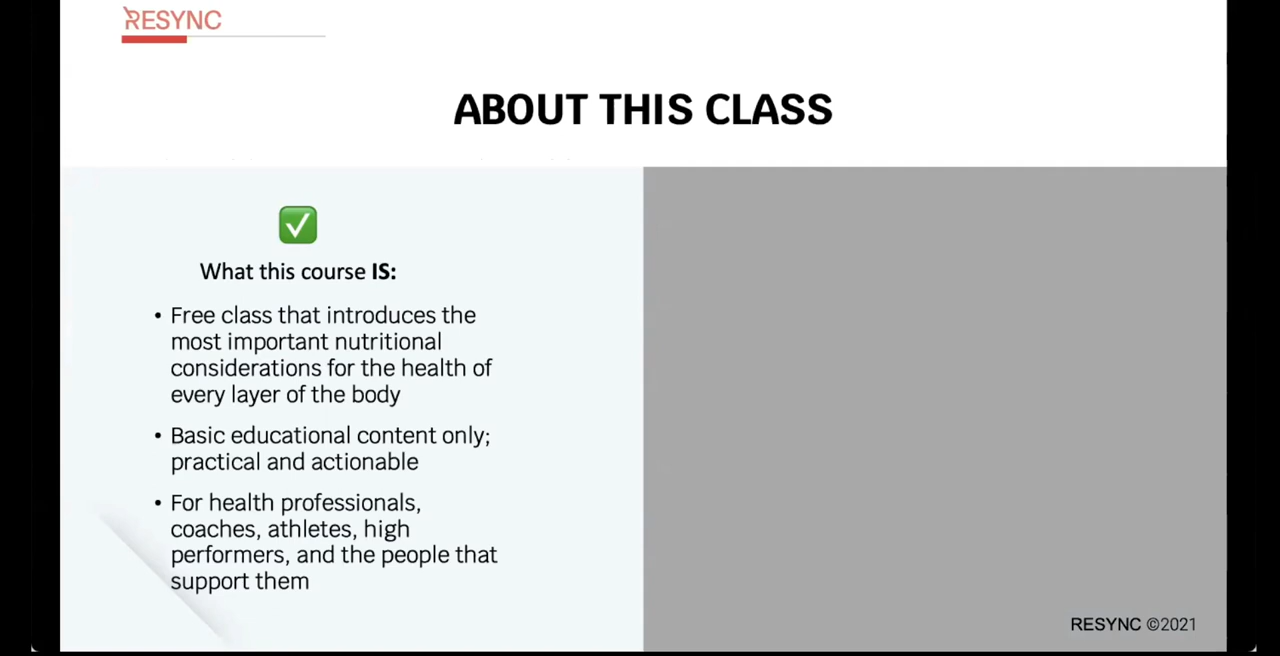 RESYNC
ABOUT THIS CLASS
What this course IS:
• Free class that introduces the
most important nutritional
considerations for the health of
every layer of the body
• Basic educational content only;
practical and actionable
• For health professionals,
coaches, athletes, high
performers, and the people that
support them
RESYNC ©2021